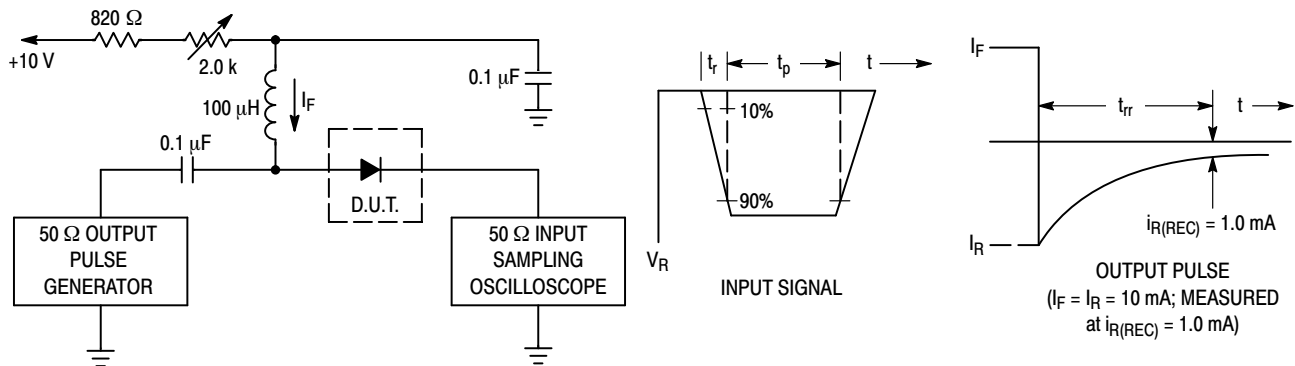 820 Ω
+10 V
2.0 k
100 µH
I_F
0.1 µF
0.1 µF
D.U.T.
50 Ω OUTPUT
PULSE
GENERATOR
50 Ω INPUT
SAMPLING
OSCILLOSCOPE
t_r
t_p
t
10%
90%
V_R
INPUT SIGNAL
I_F
t_rr
t
I_R
i_R(REC) = 1.0 mA
OUTPUT PULSE
(I_F = I_R = 10 mA; MEASURED
at i_R(REC) = 1.0 mA)